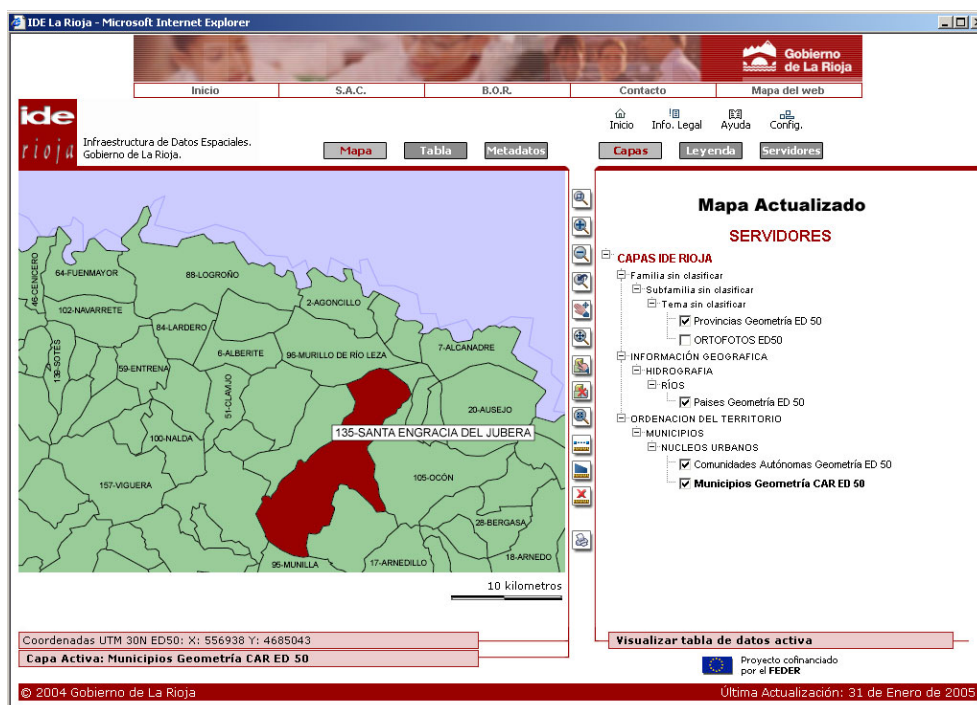 IDE La Rioja - Microsoft Internet Explorer
Gobierno
de La Rioja
Inicio S.A.C. B.O.R. Contacto Mapa del web
ide
rioja
Infraestructura de Datos Espaciales.
Gobierno de La Rioja.
Inicio Info. Legal Ayuda Config.
Mapa Tabla Metadatos Capas Leyenda Servidores
46-CENICERO
64-FUENMAYOR
88-LOGROÑO
2-AGONCILLO
102-NAVARRETE
84-LARDERO
6-ALBERITE
96-MURILLO DE RÍO LEZA
7-ALCANADRE
139-SOTÉS
59-ENTRENA
51-CLAVIJO
20-AUSEJO
135-SANTA ENGRACIA DEL JUBERA
100-NALDA
105-OCÓN
157-VIGUERA
28-BERGASA
95-MUNILLA
17-ARNEDILLO
18-ARNEDO
10 kilometros
Mapa Actualizado
SERVIDORES
CAPAS IDE RIOJA
Familia sin clasificar
Subfamilia sin clasificar
Tema sin clasificar
Provincias Geometría ED 50
ORTOFOTOS ED50
INFORMACIÓN GEOGRAFICA
HIDROGRAFIA
RÍOS
Paises Geometría ED 50
ORDENACION DEL TERRITORIO
MUNICIPIOS
NUCLEOS URBANOS
Comunidades Autónomas Geometría ED 50
Municipios Geometría CAR ED 50
Coordenadas UTM 30N ED50: X: 556938 Y: 4685043
Capa Activa: Municipios Geometría CAR ED 50
Visualizar tabla de datos activa
Proyecto cofinanciado
por el FEDER
© 2004 Gobierno de La Rioja
Última Actualización: 31 de Enero de 2005